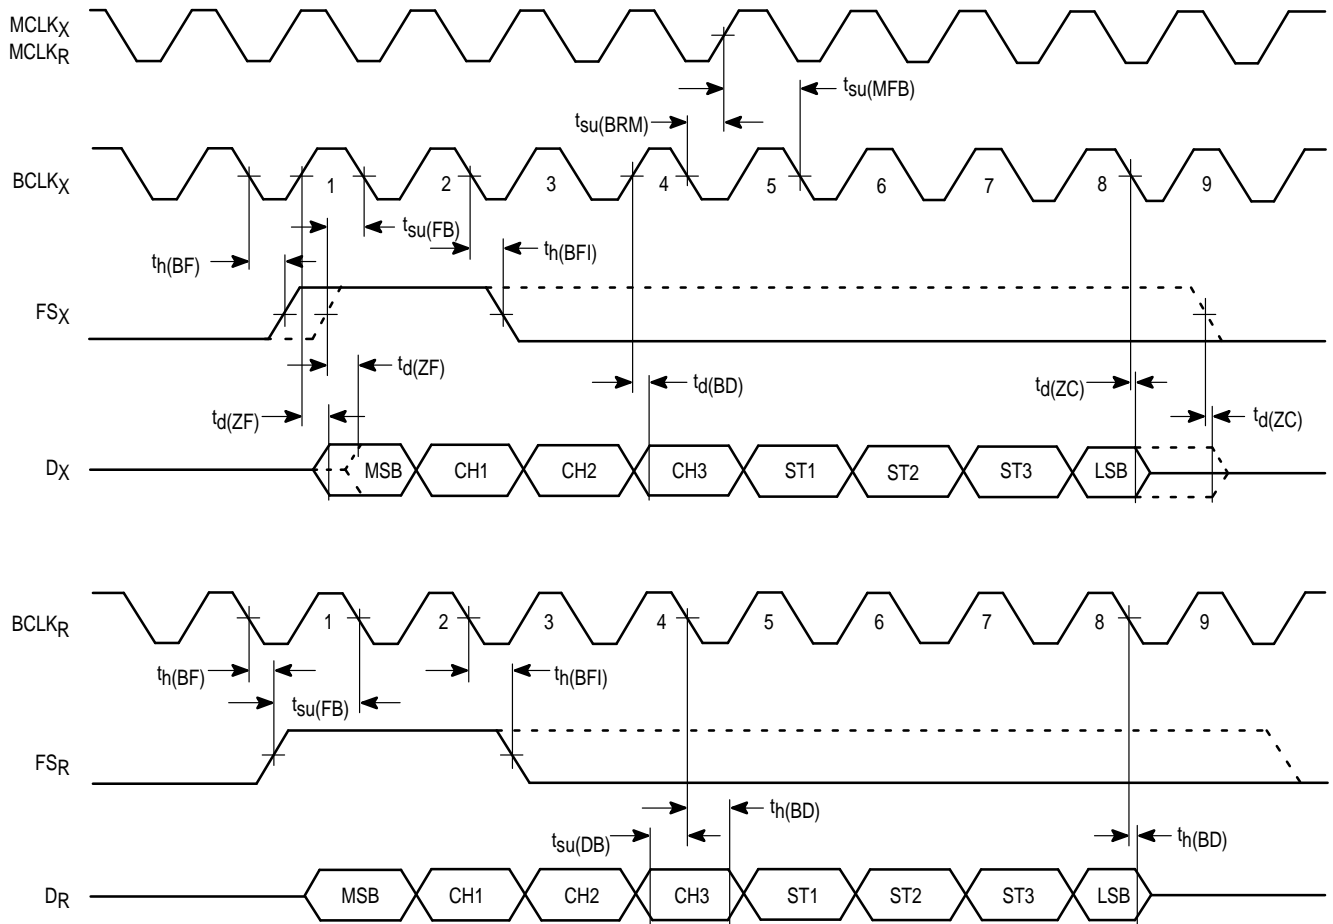 MCLKX
MCLKR
tsu(MFB)
tsu(BRM)
BCLKX 1 2 3 4 5 6 7 8 9
tsu(FB)
th(BF) th(BFI)
FSX
td(ZF) td(BD) td(ZC)
td(ZF) td(ZC)
DX MSB CH1 CH2 CH3 ST1 ST2 ST3 LSB
BCLKR 1 2 3 4 5 6 7 8 9
th(BF) th(BFI)
tsu(FB)
FSR
th(BD)
tsu(DB) th(BD)
DR MSB CH1 CH2 CH3 ST1 ST2 ST3 LSB